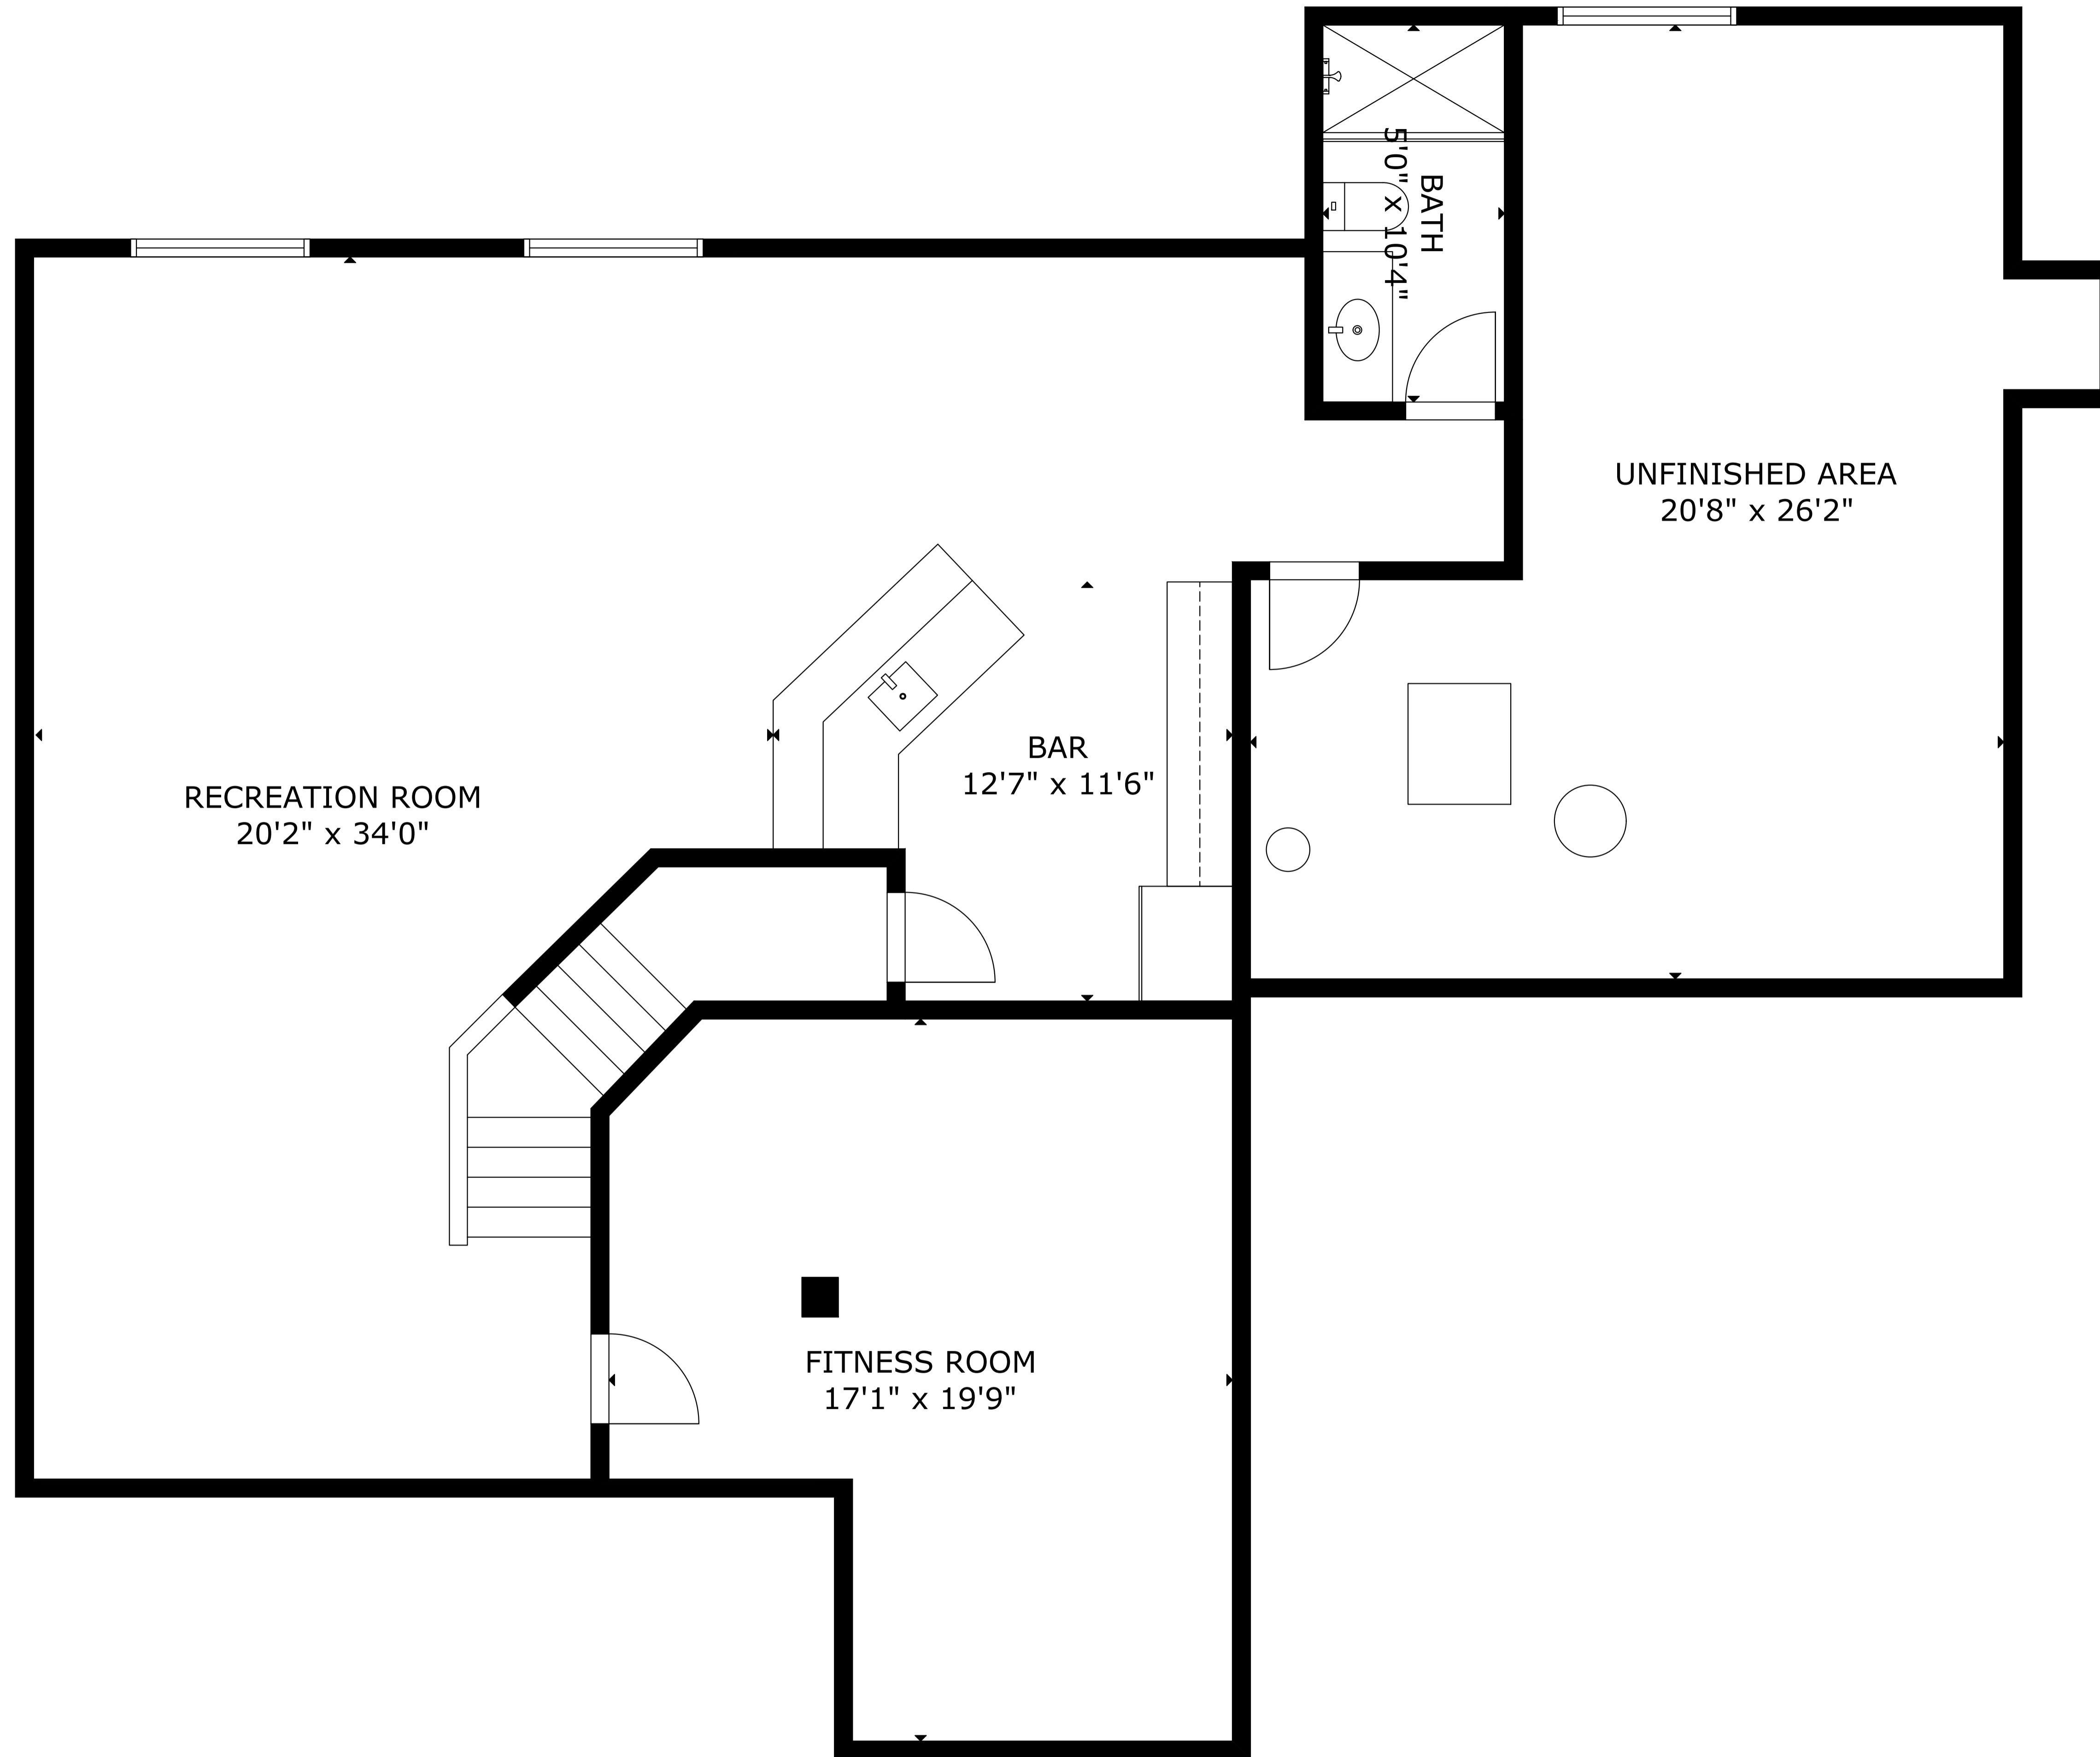 BATH
5'0" x 10'4"
UNFINISHED AREA
20'8" x 26'2"
BAR
12'7" x 11'6"
RECREATION ROOM
20'2" x 34'0"
FITNESS ROOM
17'1" x 19'9"